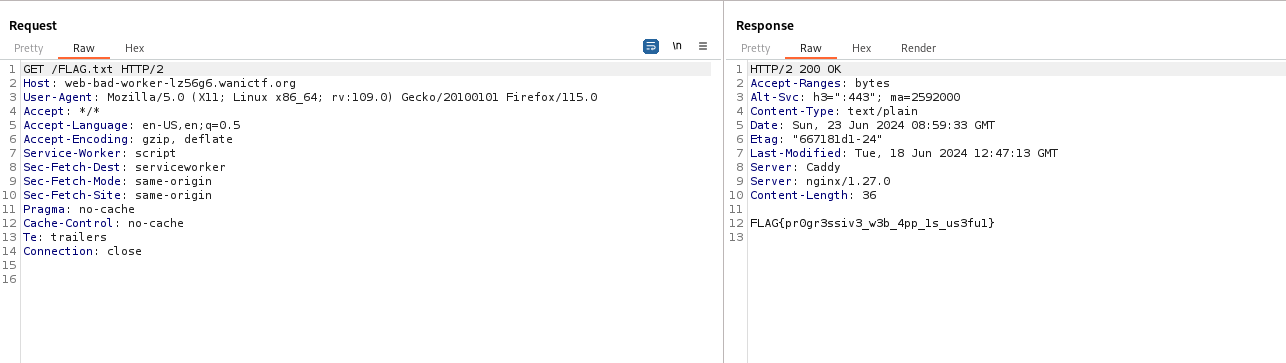 Request
Pretty Raw Hex
\n
1 GET /FLAG.txt HTTP/2
2 Host: web-bad-worker-lz56g6.wanictf.org
3 User-Agent: Mozilla/5.0 (X11; Linux x86_64; rv:109.0) Gecko/20100101 Firefox/115.0
4 Accept: */*
5 Accept-Language: en-US,en;q=0.5
6 Accept-Encoding: gzip, deflate
7 Service-Worker: script
8 Sec-Fetch-Dest: serviceworker
9 Sec-Fetch-Mode: same-origin
10 Sec-Fetch-Site: same-origin
11 Pragma: no-cache
12 Cache-Control: no-cache
13 Te: trailers
14 Connection: close
15
16
Response
Pretty Raw Hex Render
1 HTTP/2 200 OK
2 Accept-Ranges: bytes
3 Alt-Svc: h3=":443"; ma=2592000
4 Content-Type: text/plain
5 Date: Sun, 23 Jun 2024 08:59:33 GMT
6 Etag: "667181d1-24"
7 Last-Modified: Tue, 18 Jun 2024 12:47:13 GMT
8 Server: Caddy
9 Server: nginx/1.27.0
10 Content-Length: 36
11
12 FLAG{pr0gr3ssiv3_w3b_4pp_1s_us3fu1}
13